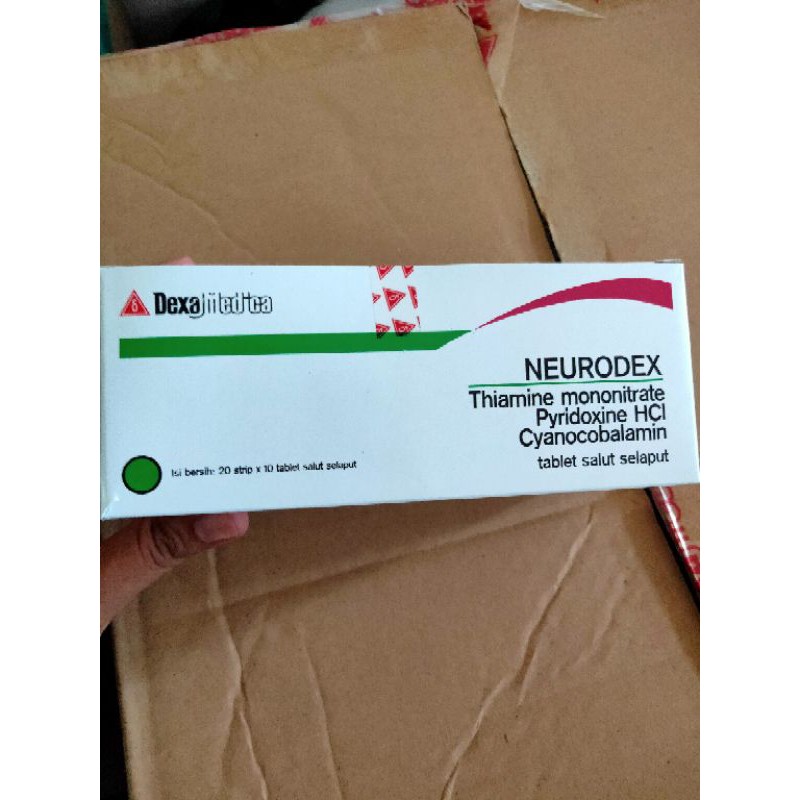 Dexa Medica
NEURODEX
Thiamine mononitrate
Pyridoxine HCl
Cyanocobalamin
tablet salut selaput
Isi bersih: 20 strip x 10 tablet salut selaput